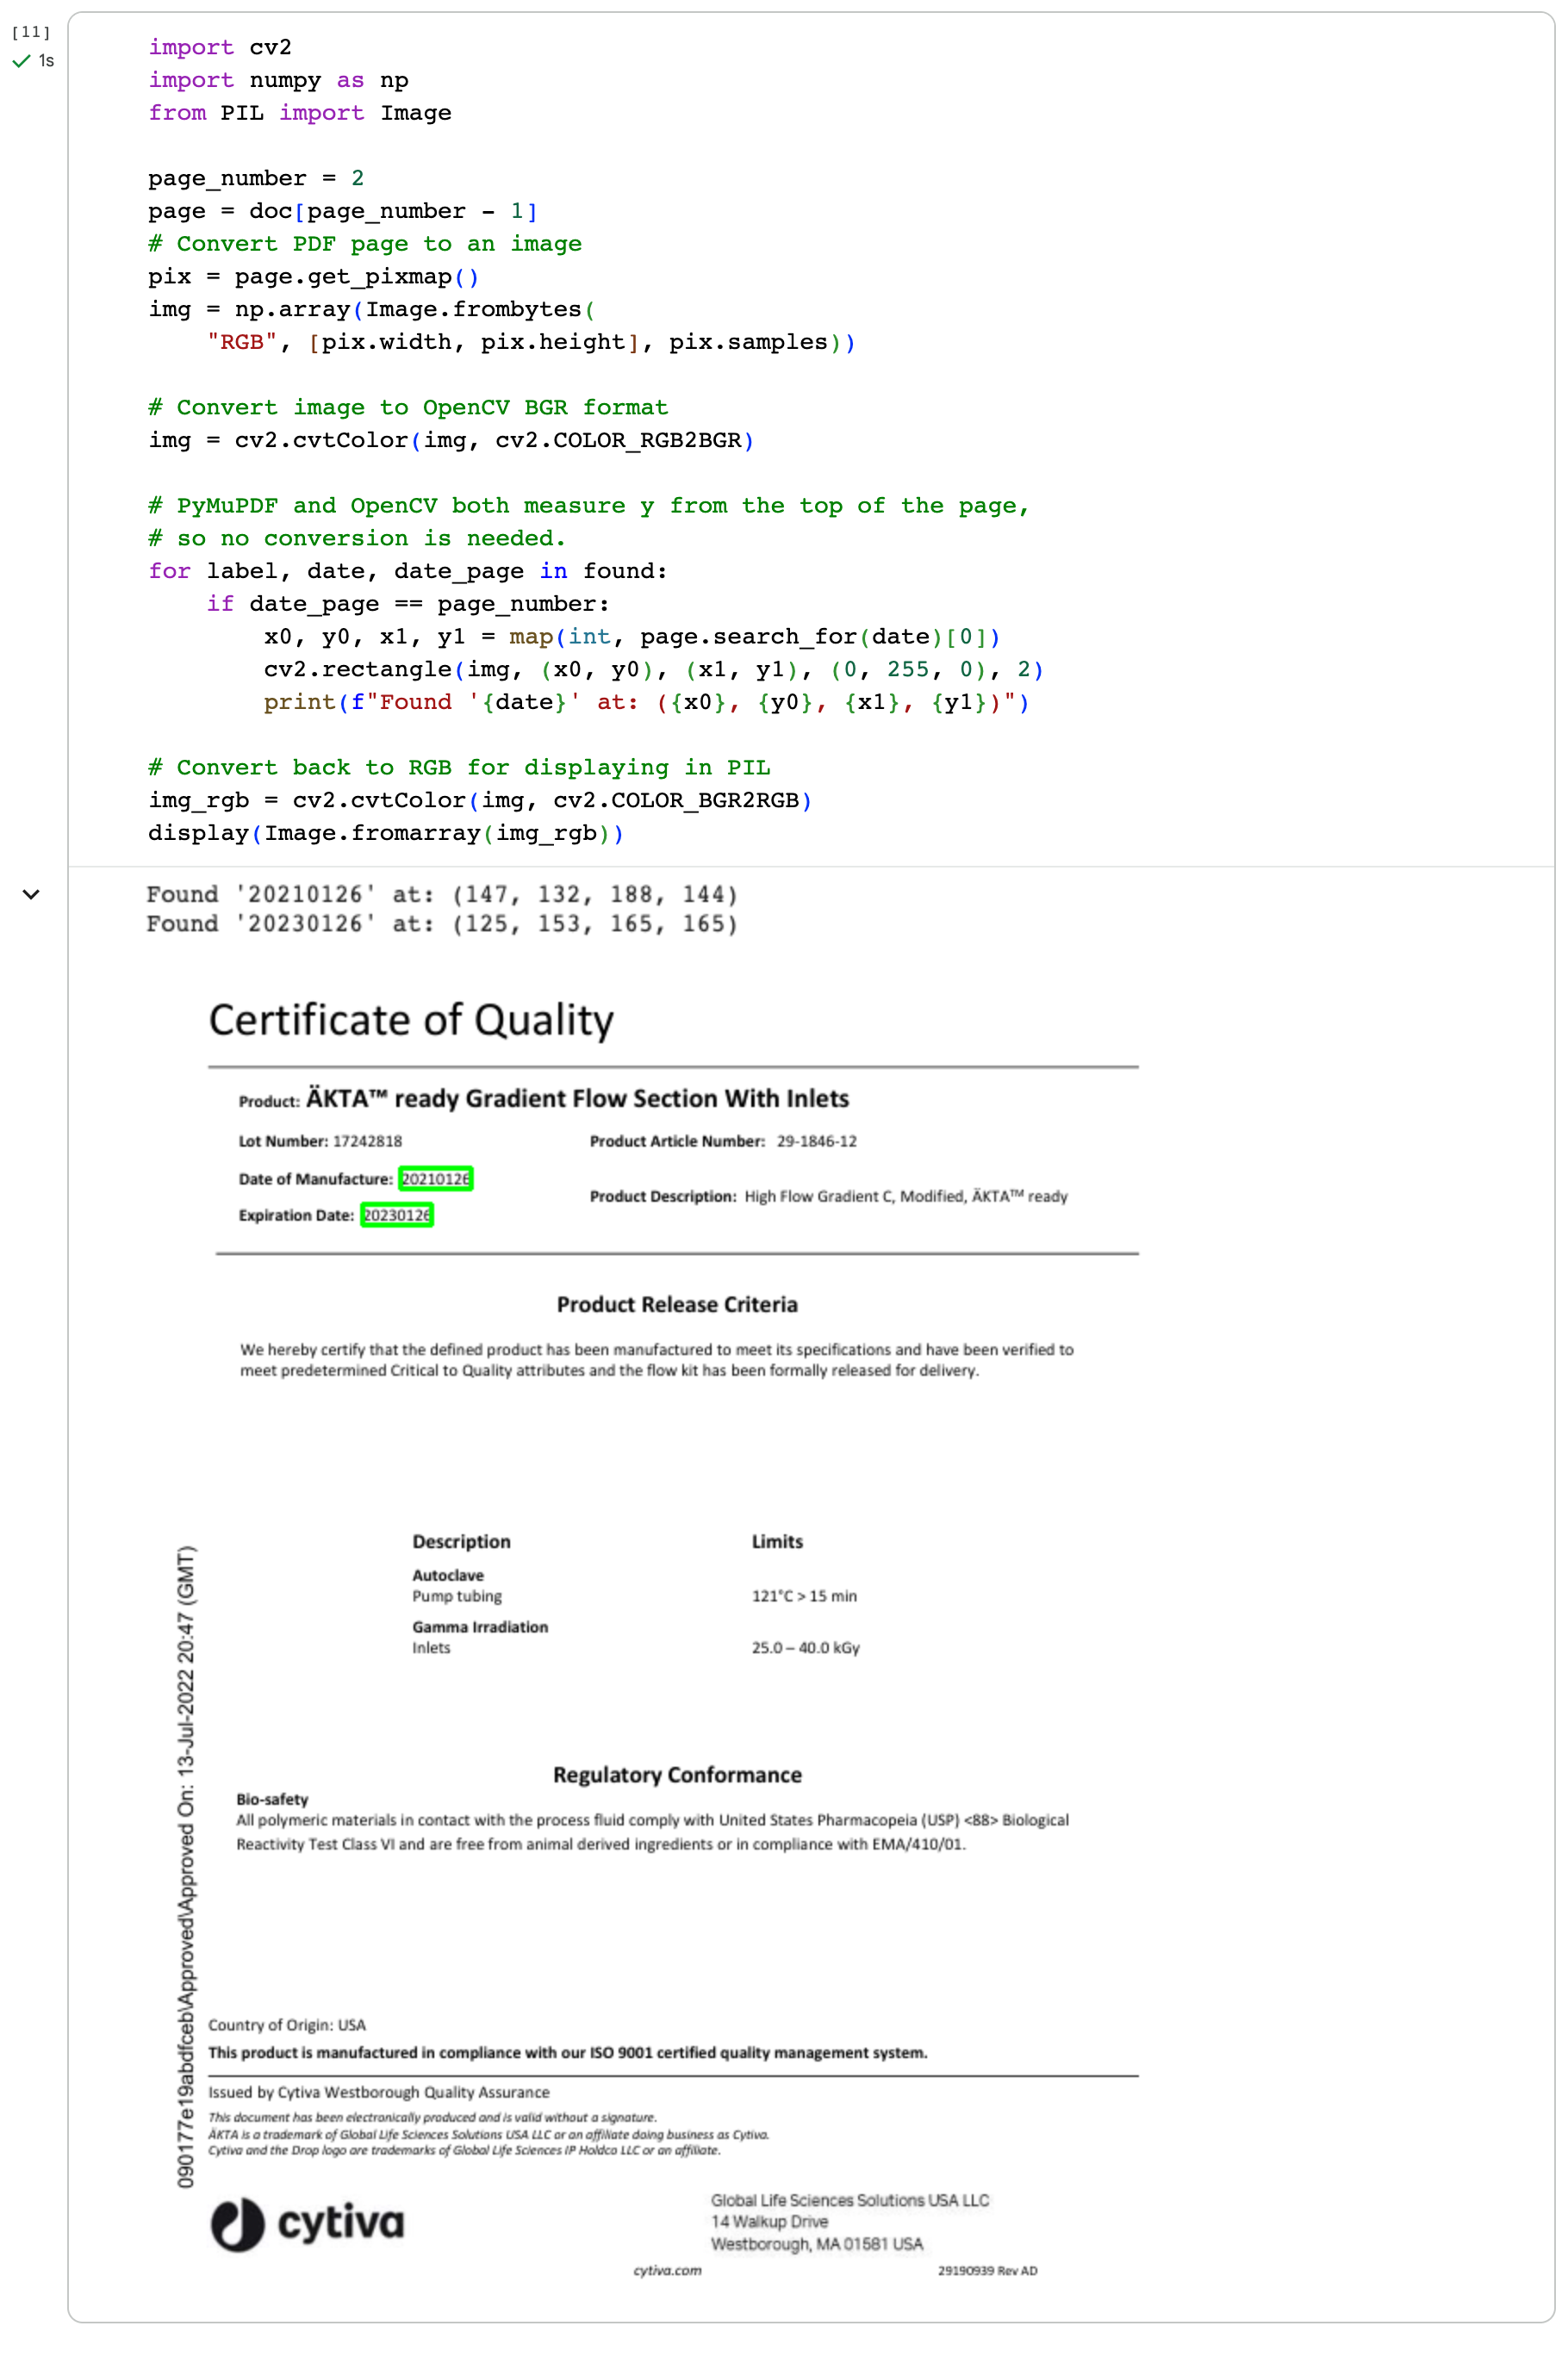 [11]
1s
import cv2
import numpy as np
from PIL import Image
page_number = 2
page = doc[page_number - 1]
# Convert PDF page to an image
pix = page.get_pixmap()
img = np.array(Image.frombytes(
    "RGB", [pix.width, pix.height], pix.samples))
# Convert image to OpenCV BGR format
img = cv2.cvtColor(img, cv2.COLOR_RGB2BGR)
# PyMuPDF and OpenCV both measure y from the top of the page,
# so no conversion is needed.
for label, date, date_page in found:
    if date_page == page_number:
        x0, y0, x1, y1 = map(int, page.search_for(date)[0])
        cv2.rectangle(img, (x0, y0), (x1, y1), (0, 255, 0), 2)
        print(f"Found '{date}' at: ({x0}, {y0}, {x1}, {y1})")
# Convert back to RGB for displaying in PIL
img_rgb = cv2.cvtColor(img, cv2.COLOR_BGR2RGB)
display(Image.fromarray(img_rgb))
Found '20210126' at: (147, 132, 188, 144)
Found '20230126' at: (125, 153, 165, 165)
Certificate of Quality
Product: ÄKTA™ ready Gradient Flow Section With Inlets
Lot Number: 17242818 Product Article Number: 29-1846-12
Date of Manufacture: 20210126
Product Description: High Flow Gradient C, Modified, ÄKTA™ ready
Expiration Date: 20230126
Product Release Criteria
We hereby certify that the defined product has been manufactured to meet its specifications and have been verified to
meet predetermined Critical to Quality attributes and the flow kit has been formally released for delivery.
Description Limits
Autoclave
Pump tubing 121°C > 15 min
Gamma Irradiation
Inlets 25.0 – 40.0 kGy
Regulatory Conformance
Bio-safety
All polymeric materials in contact with the process fluid comply with United States Pharmacopeia (USP) <88> Biological
Reactivity Test Class VI and are free from animal derived ingredients or in compliance with EMA/410/01.
090177e19abdfceb\Approved\Approved On: 13-Jul-2022 20:47 (GMT)
Country of Origin: USA
This product is manufactured in compliance with our ISO 9001 certified quality management system.
Issued by Cytiva Westborough Quality Assurance
This document has been electronically produced and is valid without a signature.
ÄKTA is a trademark of Global Life Sciences Solutions USA LLC or an affiliate doing business as Cytiva.
Cytiva and the Drop logo are trademarks of Global Life Sciences IP Holdco LLC or an affiliate.
cytiva
Global Life Sciences Solutions USA LLC
14 Walkup Drive
Westborough, MA 01581 USA
cytiva.com 29190939 Rev AD